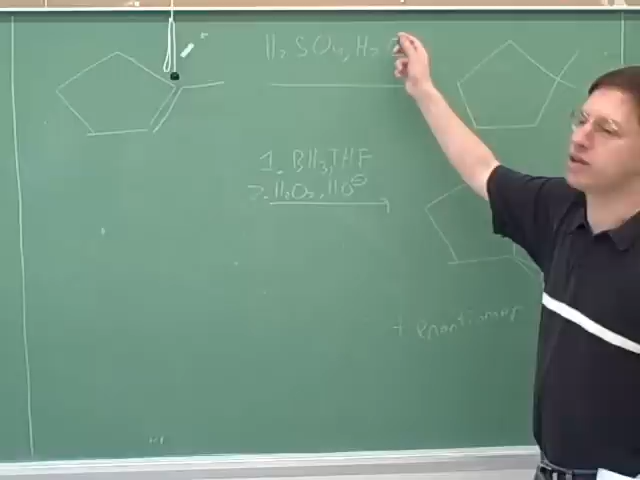 H₂SO₄, H₂O
1. BH₃, THF
2. H₂O₂, HO⊖
+ enantiomer